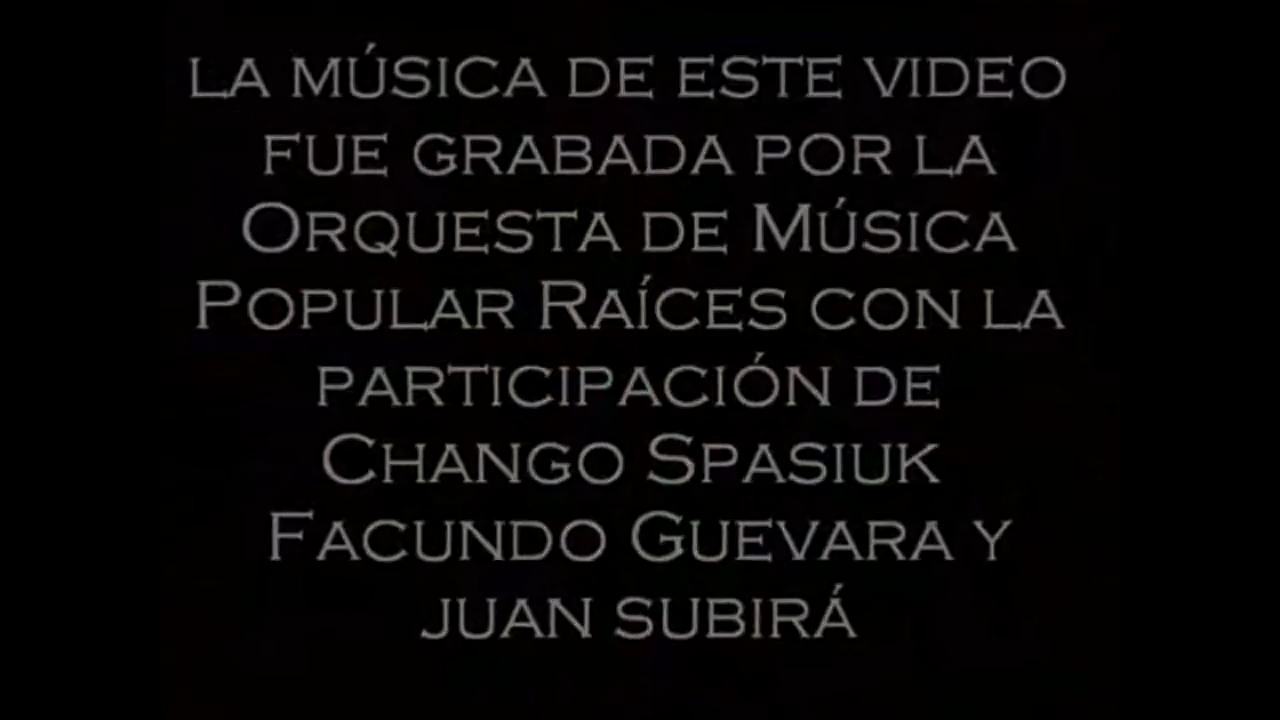 LA MÚSICA DE ESTE VIDEO
FUE GRABADA POR LA
ORQUESTA DE MÚSICA
POPULAR RAÍCES CON LA
PARTICIPACIÓN DE
CHANGO SPASIUK
FACUNDO GUEVARA Y
JUAN SUBIRÁ